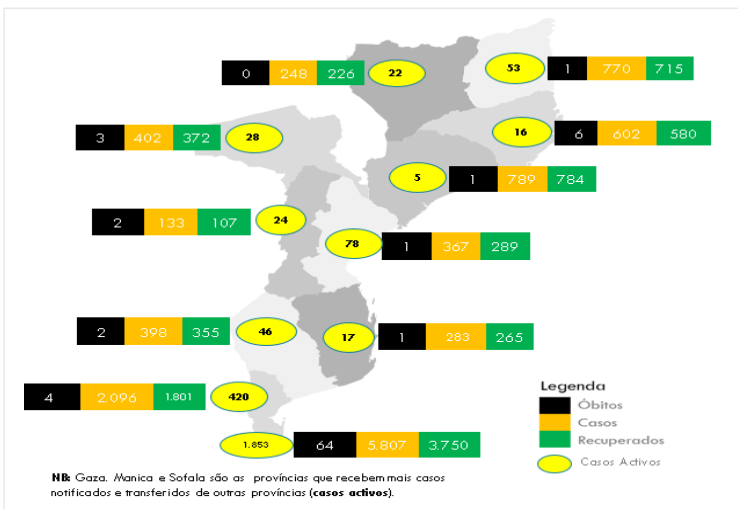 0 248 226 22
53 1 770 715
3 402 372 28
16 6 602 580
5 1 789 784
2 133 107 24
78 1 367 289
2 398 355 46
17 1 283 265
4 2.096 1.801 420
1.853 64 5.807 3.750
Legenda
Óbitos
Casos
Recuperados
Casos Activos
NB: Gaza. Manica e Sofala são as províncias que recebem mais casos
notificados e transferidos de outras províncias (casos activos).